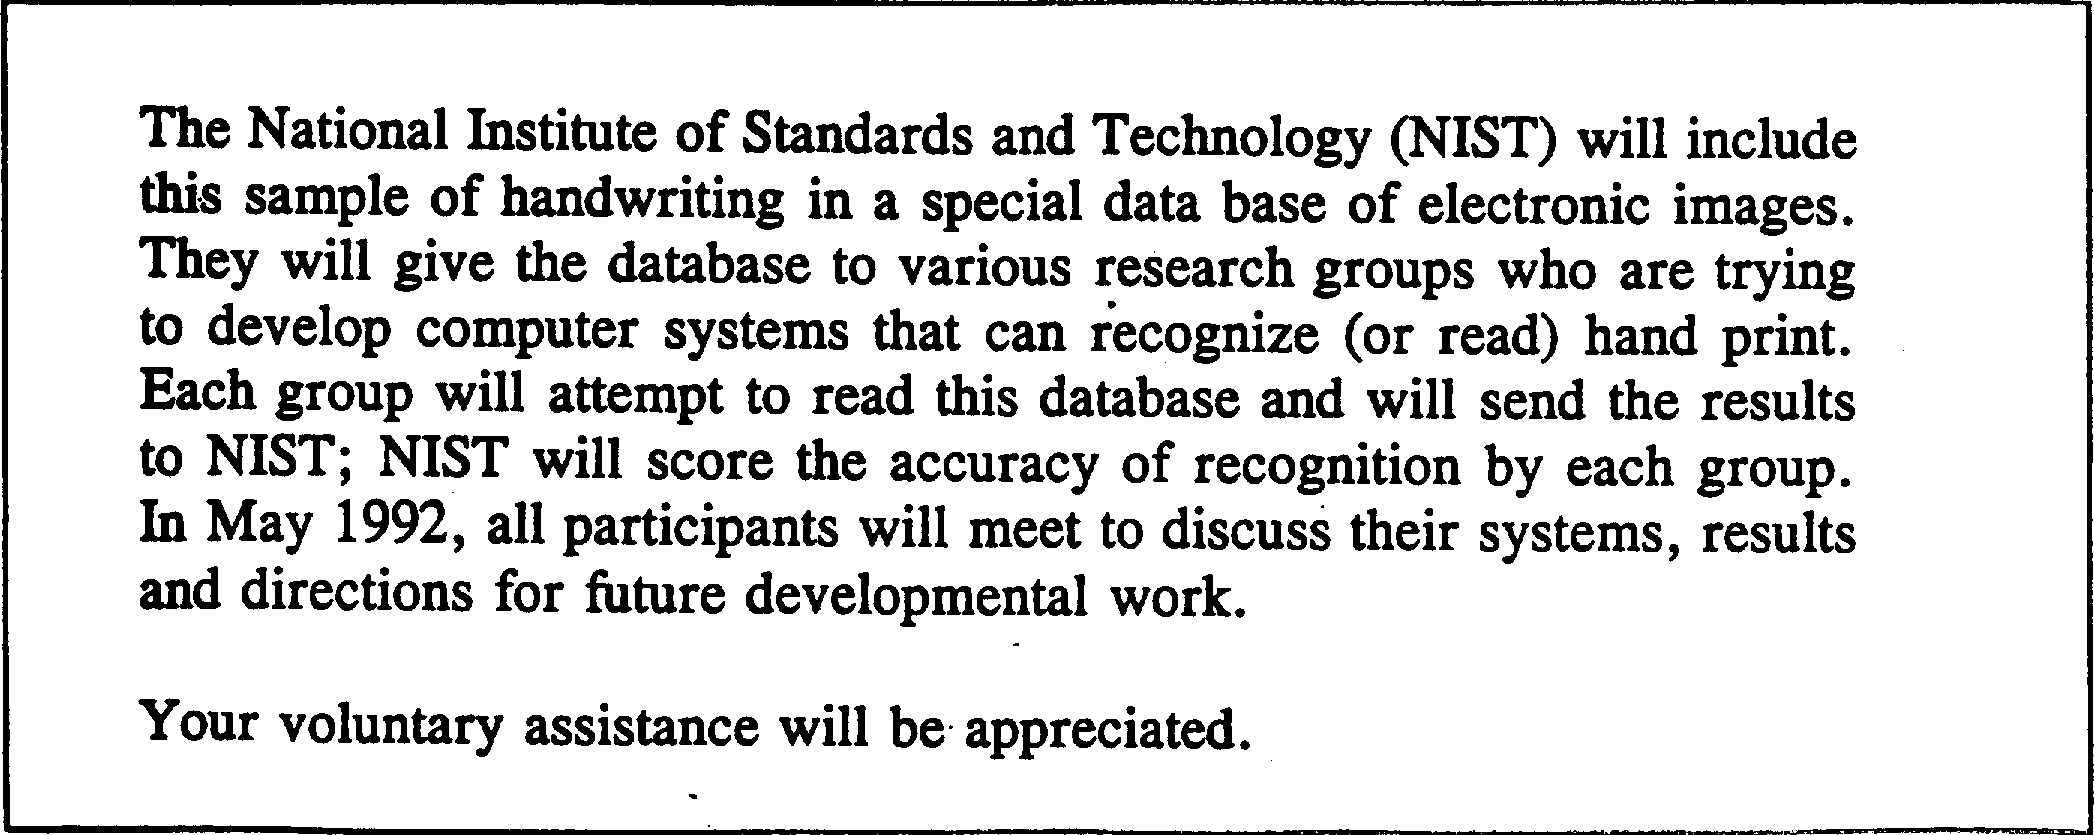 The National Institute of Standards and Technology (NIST) will include
this sample of handwriting in a special data base of electronic images.
They will give the database to various research groups who are trying
to develop computer systems that can recognize (or read) hand print.
Each group will attempt to read this database and will send the results
to NIST; NIST will score the accuracy of recognition by each group.
In May 1992, all participants will meet to discuss their systems, results
and directions for future developmental work.
Your voluntary assistance will be appreciated.